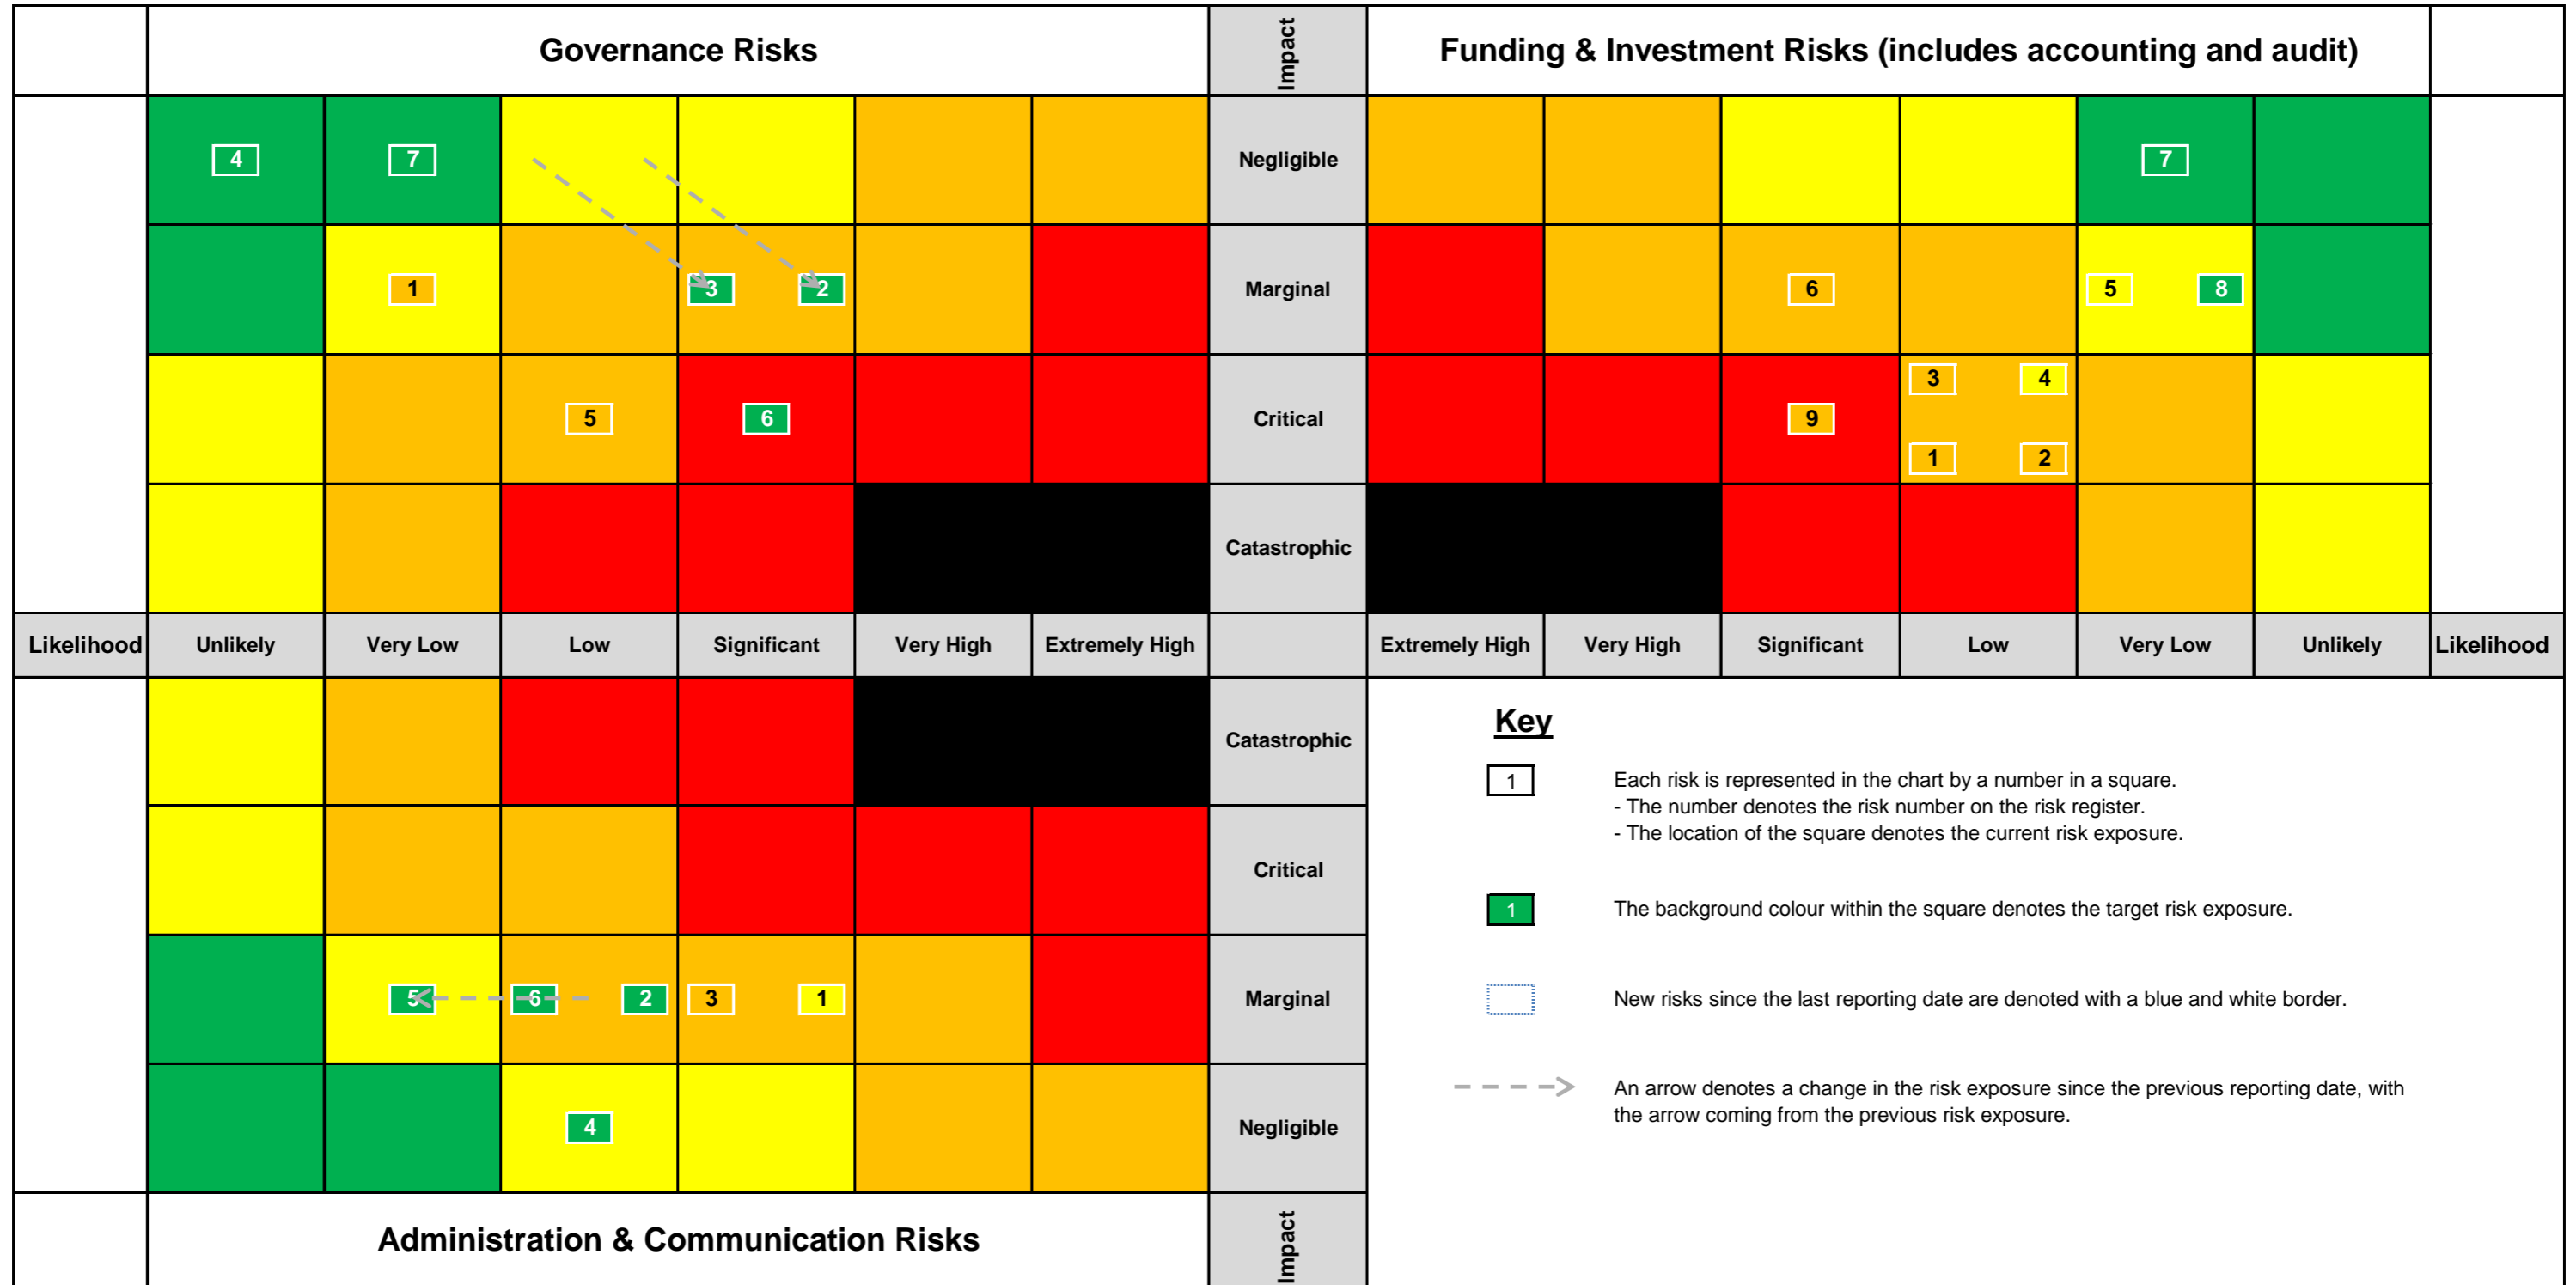 Governance Risks
Impact
Funding & Investment Risks (includes accounting and audit)
4
7
Negligible
7
1
3
2
Marginal
6
5
8
5
6
Critical
9
3
4
1
2
Catastrophic
Likelihood
Unlikely
Very Low
Low
Significant
Very High
Extremely High
Extremely High
Very High
Significant
Low
Very Low
Unlikely
Likelihood
Catastrophic
Critical
5
6
2
3
1
Marginal
4
Negligible
Administration & Communication Risks
Impact
Key
1
Each risk is represented in the chart by a number in a square.
- The number denotes the risk number on the risk register.
- The location of the square denotes the current risk exposure.
1
The background colour within the square denotes the target risk exposure.
New risks since the last reporting date are denoted with a blue and white border.
An arrow denotes a change in the risk exposure since the previous reporting date, with
the arrow coming from the previous risk exposure.